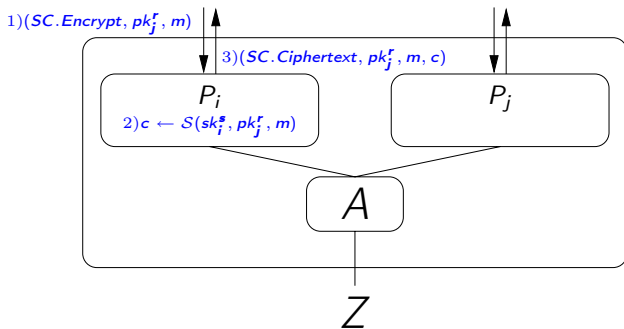 1)(SC.Encrypt, pk_j^r, m)
3)(SC.Ciphertext, pk_j^r, m, c)
P_i
P_j
2)c ← S(sk_i^s, pk_j^r, m)
A
Z